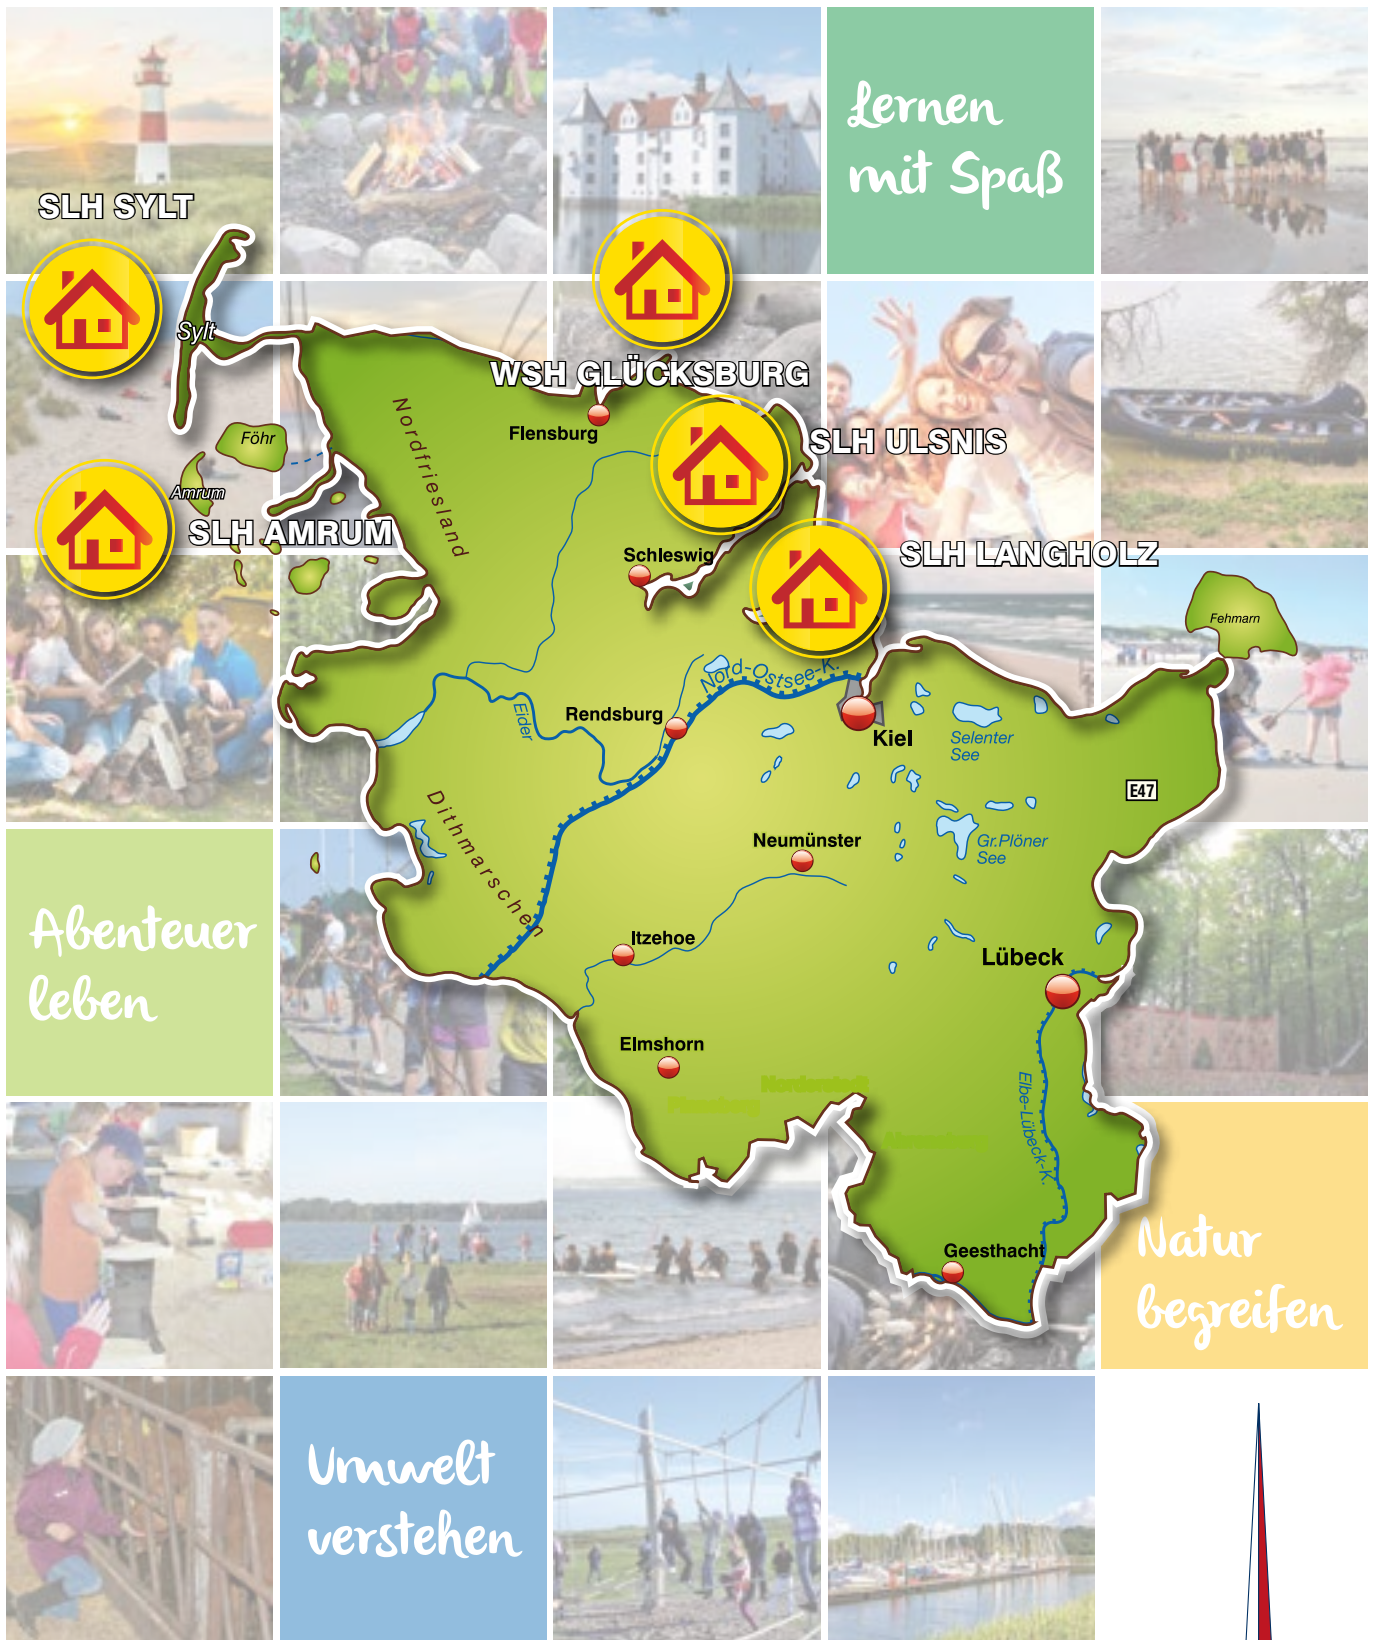 Lernen
mit Spaß
SLH SYLT
Sylt
WSH GLÜCKSBURG
Nordfriesland
Flensburg
Föhr
SLH ULSNIS
Amrum
SLH AMRUM
Schleswig
SLH LANGHOLZ
Fehmarn
Nord-Ostsee-K.
Eider
Rendsburg
Kiel
Selenter
See
E47
Dithmarschen
Neumünster
Gr.Plöner
See
Abenteuer
leben
Itzehoe
Lübeck
Elmshorn
Norderstedt
Elbe-Lübeck-K.
Geesthacht
Natur
begreifen
Umwelt
verstehen